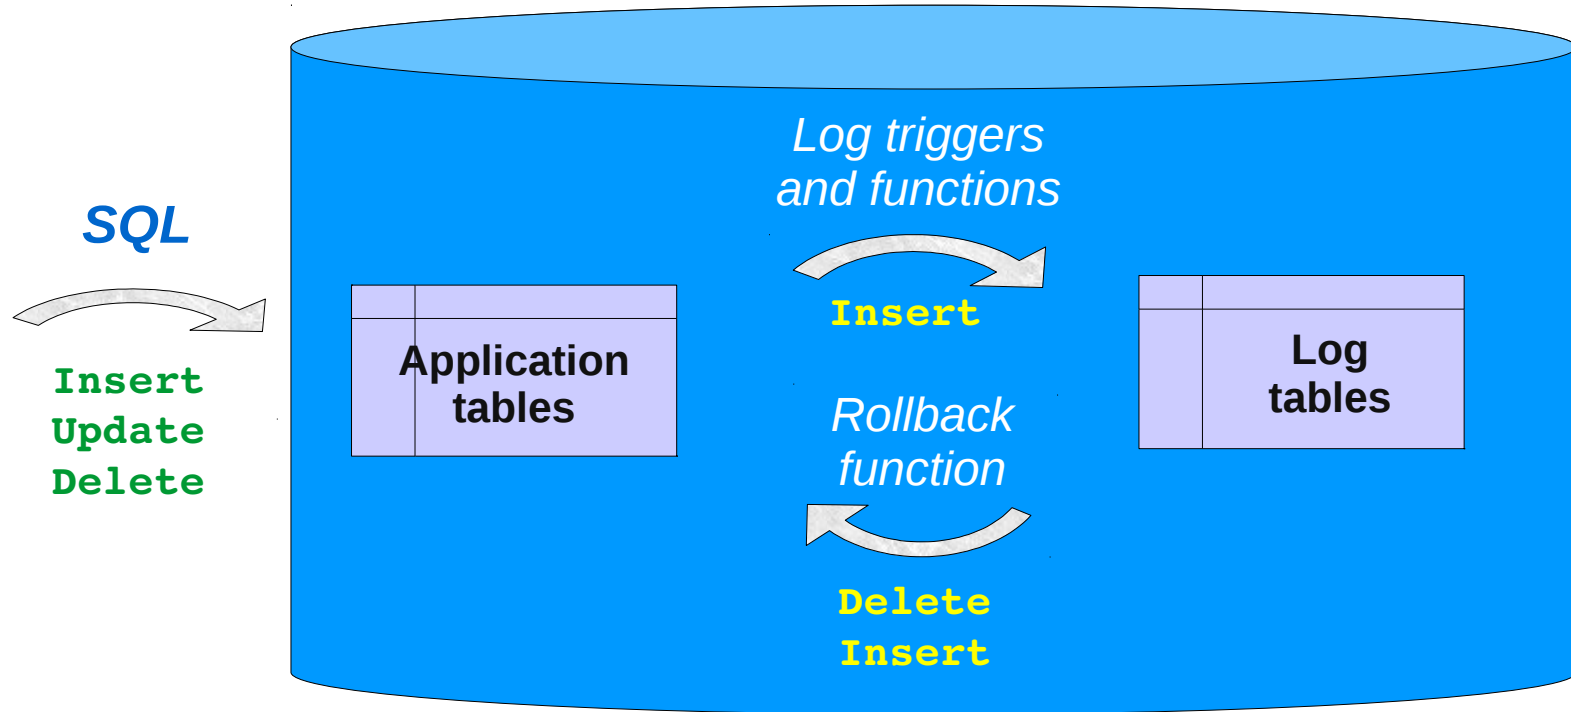 SQL
Insert
Update
Delete
Application
tables
Log triggers
and functions
Insert
Rollback
function
Delete
Insert
Log
tables